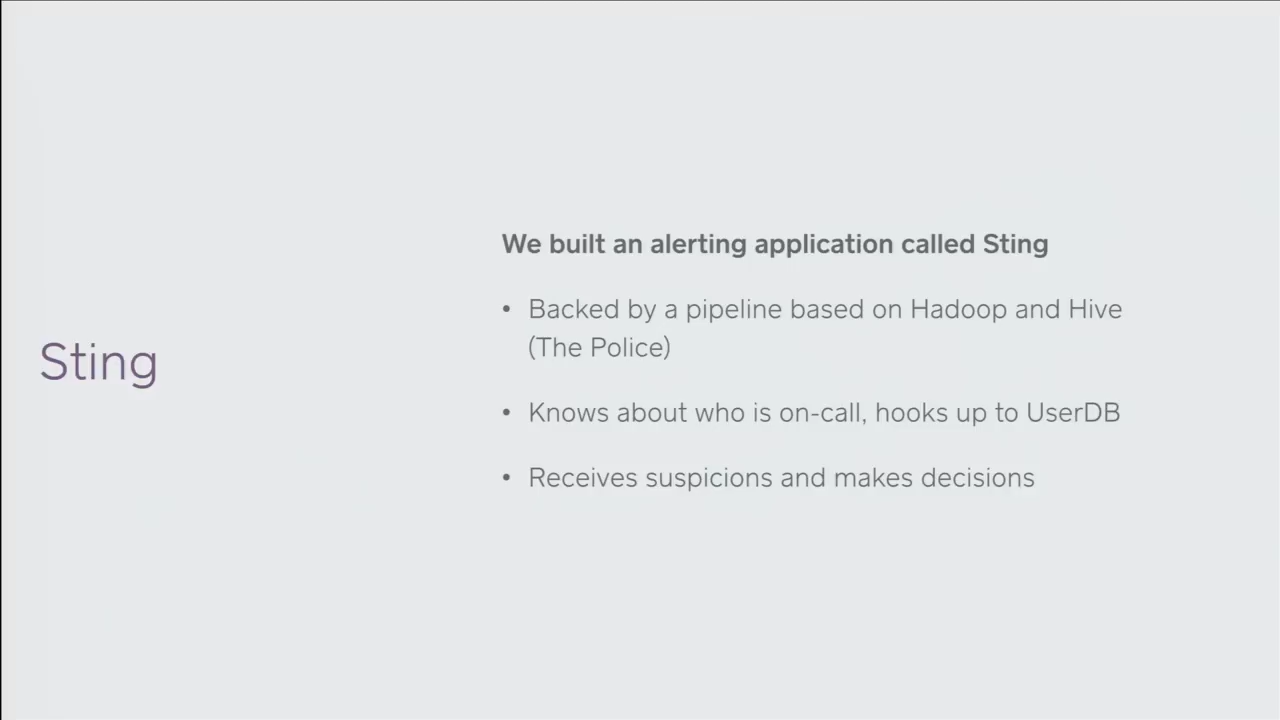 Sting
We built an alerting application called Sting
• Backed by a pipeline based on Hadoop and Hive
(The Police)
• Knows about who is on-call, hooks up to UserDB
• Receives suspicions and makes decisions